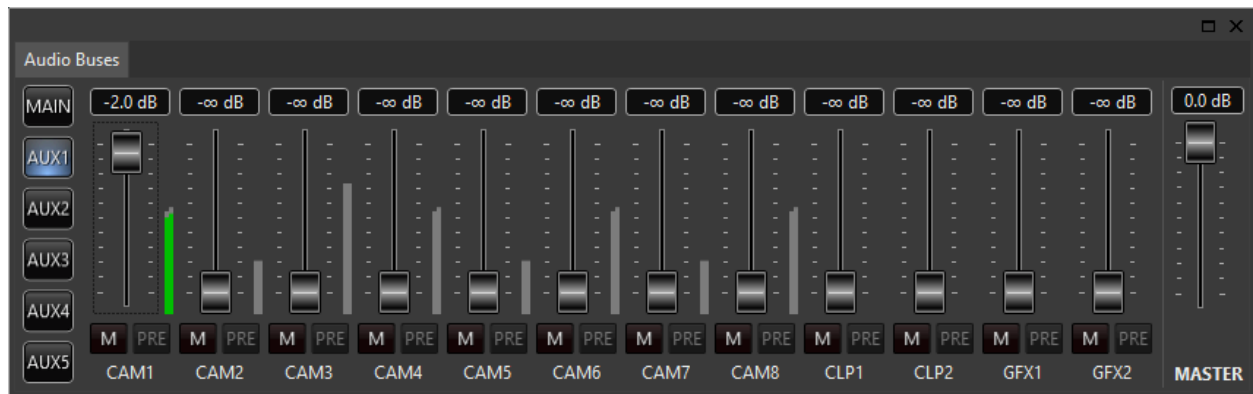 Audio Buses
MAIN -2.0 dB -∞ dB -∞ dB -∞ dB -∞ dB -∞ dB -∞ dB -∞ dB -∞ dB -∞ dB -∞ dB -∞ dB 0.0 dB
AUX1
AUX2
AUX3
AUX4
M PRE M PRE M PRE M PRE M PRE M PRE M PRE M PRE M PRE M PRE M PRE M PRE
AUX5 CAM1 CAM2 CAM3 CAM4 CAM5 CAM6 CAM7 CAM8 CLP1 CLP2 GFX1 GFX2 MASTER